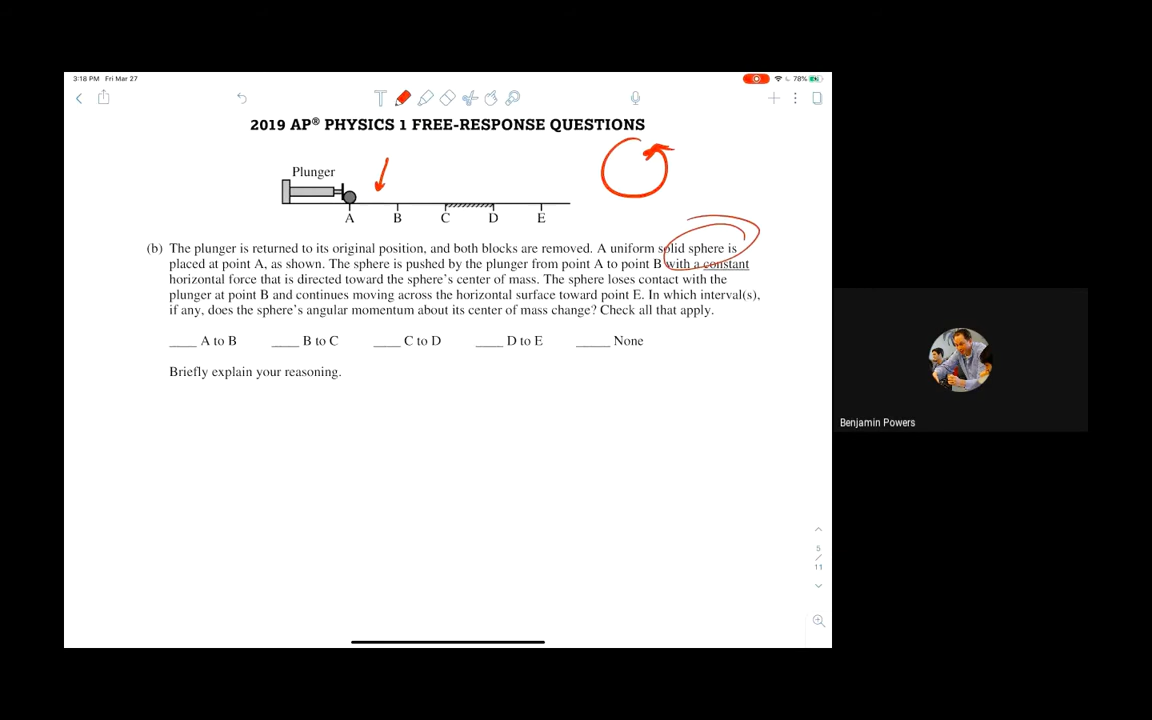 3:18 PM Fri Mar 27
78%
T
2019 AP® PHYSICS 1 FREE-RESPONSE QUESTIONS
Plunger
A B C D E
(b) The plunger is returned to its original position, and both blocks are removed. A uniform solid sphere is
placed at point A, as shown. The sphere is pushed by the plunger from point A to point B with a constant
horizontal force that is directed toward the sphere's center of mass. The sphere loses contact with the
plunger at point B and continues moving across the horizontal surface toward point E. In which interval(s),
if any, does the sphere's angular momentum about its center of mass change? Check all that apply.
____ A to B ____ B to C ____ C to D ____ D to E _____ None
Briefly explain your reasoning.
Benjamin Powers
5
/
11